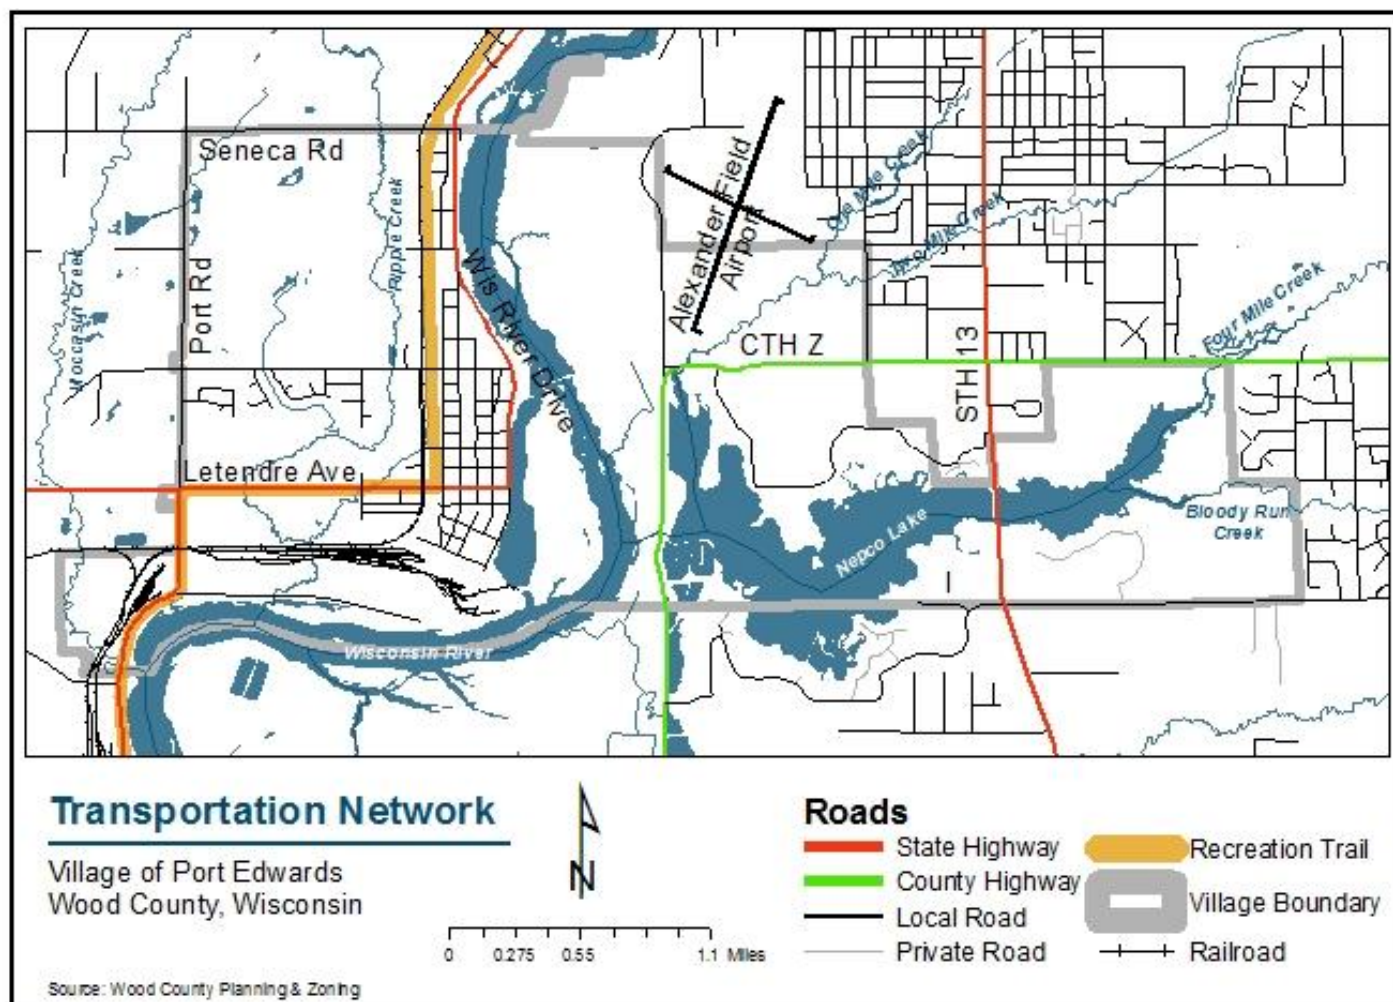 Seneca Rd
Port Rd
Moccasin Creek
Ripple Creek
Wis River Drive
Alexander Field
Airport
One Mile Creek
Two Mile Creek
Four Mile Creek
CTH Z
STH 13
Letendre Ave
Nepco Lake
Bloody Run
Creek
Wisconsin River
Transportation Network
Village of Port Edwards
Wood County, Wisconsin
N
0 0.275 0.55 1.1 Miles
Source: Wood County Planning & Zoning
Roads
State Highway
County Highway
Local Road
Private Road
Recreation Trail
Village Boundary
Railroad